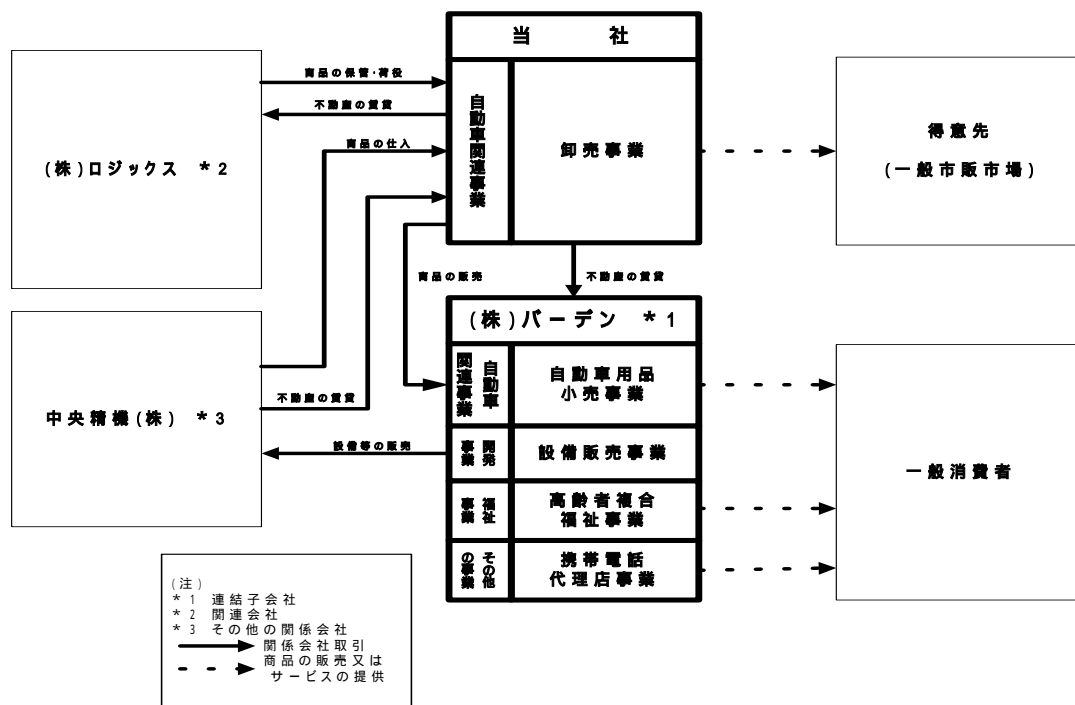 当 社
自動車関連事業
卸売事業
(株)ロジックス *2
商品の保管・荷役
不動産の賃貸
商品の仕入
得意先
(一般市販市場)
商品の販売
不動産の賃貸
(株)バーデン *1
自動車
関連事業
自動車用品
小売事業
中央精機(株) *3
不動産の賃貸
設備等の販売
開発
事業
設備販売事業
福祉
事業
高齢者複合
福祉事業
その他
の事業
携帯電話
代理店事業
一般消費者
(注)
*1 連結子会社
*2 関連会社
*3 その他の関係会社
関係会社取引
商品の販売又は
サービスの提供